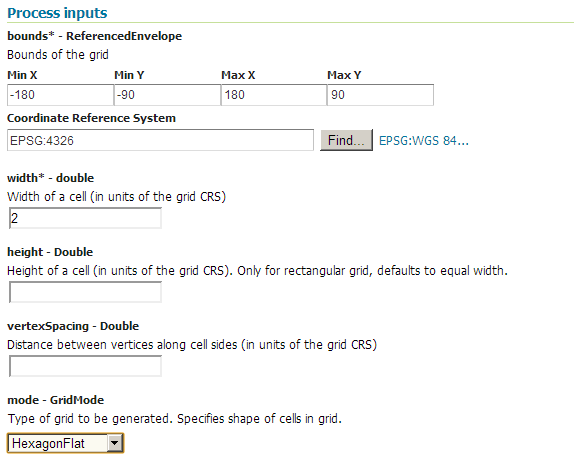 Process inputs
bounds* - ReferencedEnvelope
Bounds of the grid
Min X Min Y Max X Max Y
-180 -90 180 90
Coordinate Reference System
EPSG:4326 Find... EPSG:WGS 84...
width* - double
Width of a cell (in units of the grid CRS)
2
height - Double
Height of a cell (in units of the grid CRS). Only for rectangular grid, defaults to equal width.
vertexSpacing - Double
Distance between vertices along cell sides (in units of the grid CRS)
mode - GridMode
Type of grid to be generated. Specifies shape of cells in grid.
HexagonFlat